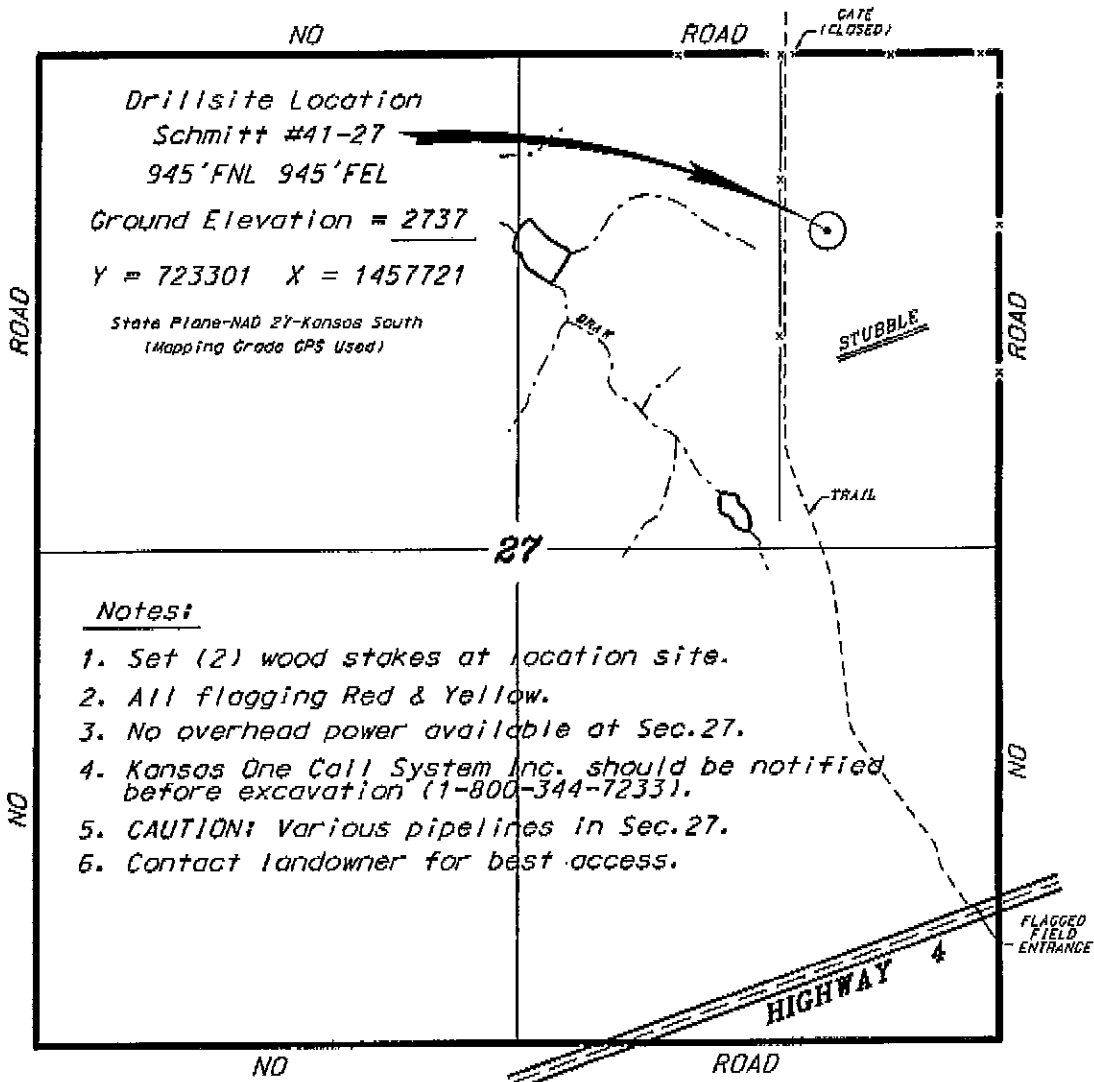 GATE
(CLOSED)
NO ROAD
Drillsite Location
Schmitt #41-27
945'FNL 945'FEL
Ground Elevation = 2737
Y = 723301 X = 1457721
State Plane-NAD 27-Kansas South
(Mapping Grade GPS Used)
ROAD
NO
DRAW
STUBBLE
TRAIL
ROAD
NO
27
Notes:
1. Set (2) wood stakes at location site.
2. All flagging Red & Yellow.
3. No overhead power available at Sec.27.
4. Kansas One Call System Inc. should be notified
before excavation (1-800-344-7233).
5. CAUTION: Various pipelines in Sec.27.
6. Contact landowner for best access.
FLAGGED
FIELD
ENTRANCE
HIGHWAY 4
NO ROAD